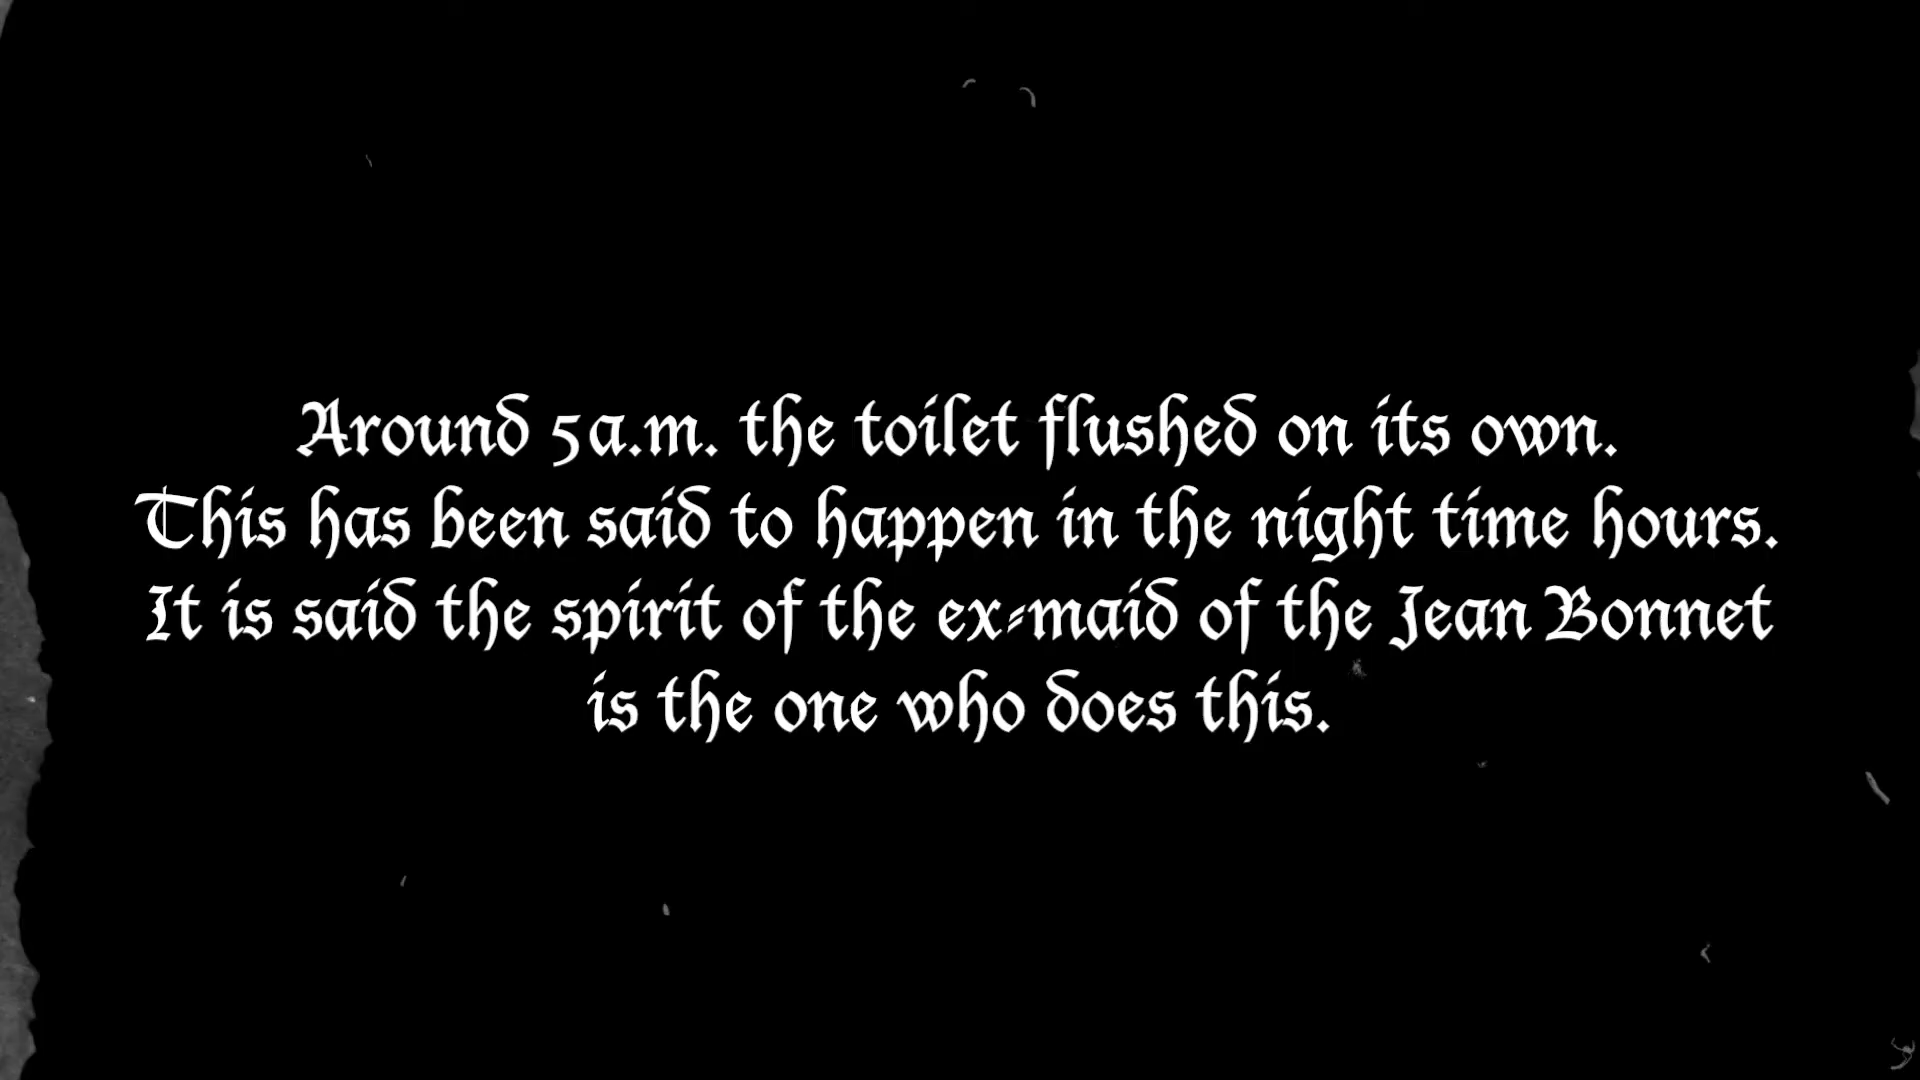 Around 5a.m. the toilet flushed on its own.
This has been said to happen in the night time hours.
It is said the spirit of the ex-maid of the Jean Bonnet
is the one who does this.